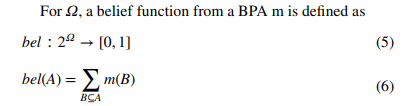 For Ω, a belief function from a BPA m is defined as
bel : 2^Ω → [0, 1] (5)
bel(A) = ∑_{B⊆A} m(B) (6)